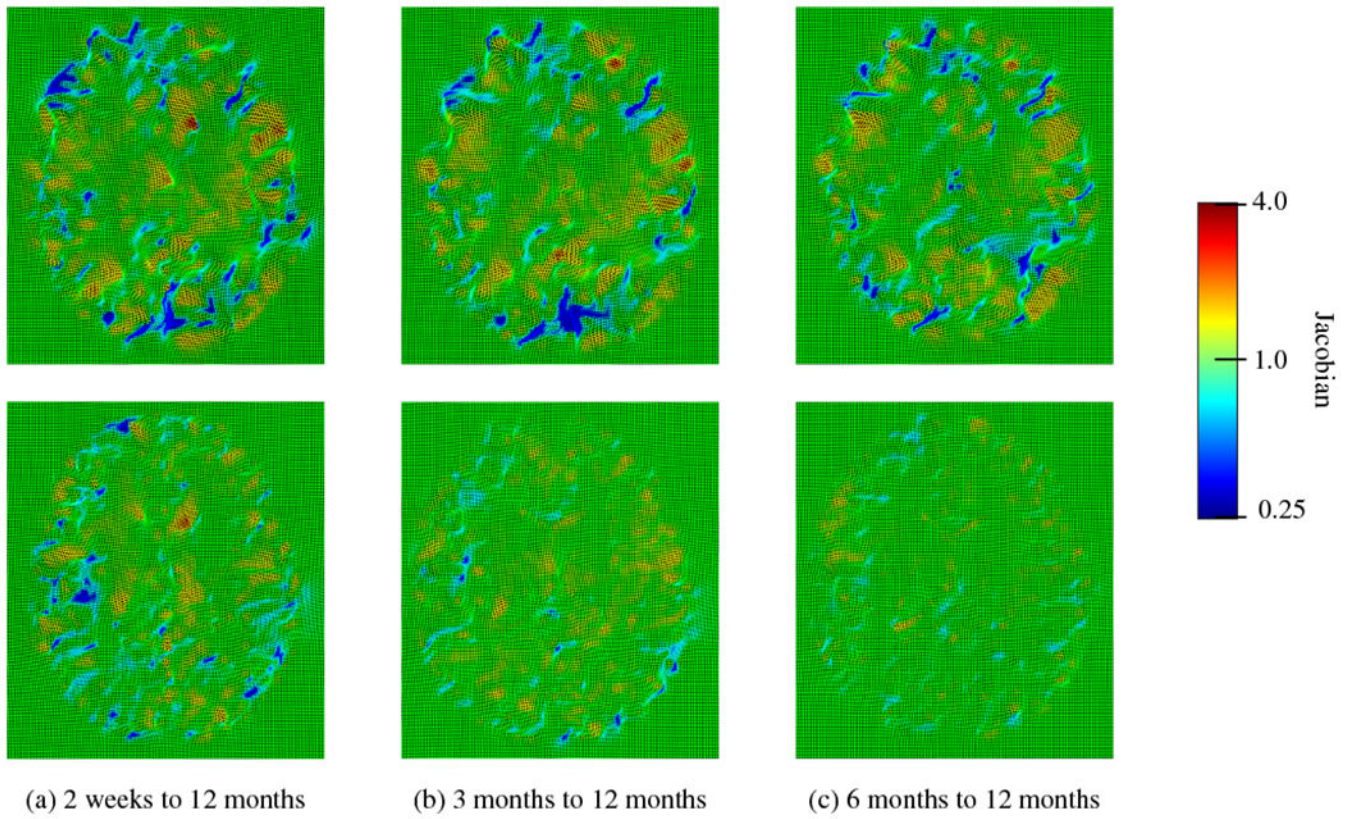 4.0
1.0
0.25
Jacobian
(a) 2 weeks to 12 months
(b) 3 months to 12 months
(c) 6 months to 12 months